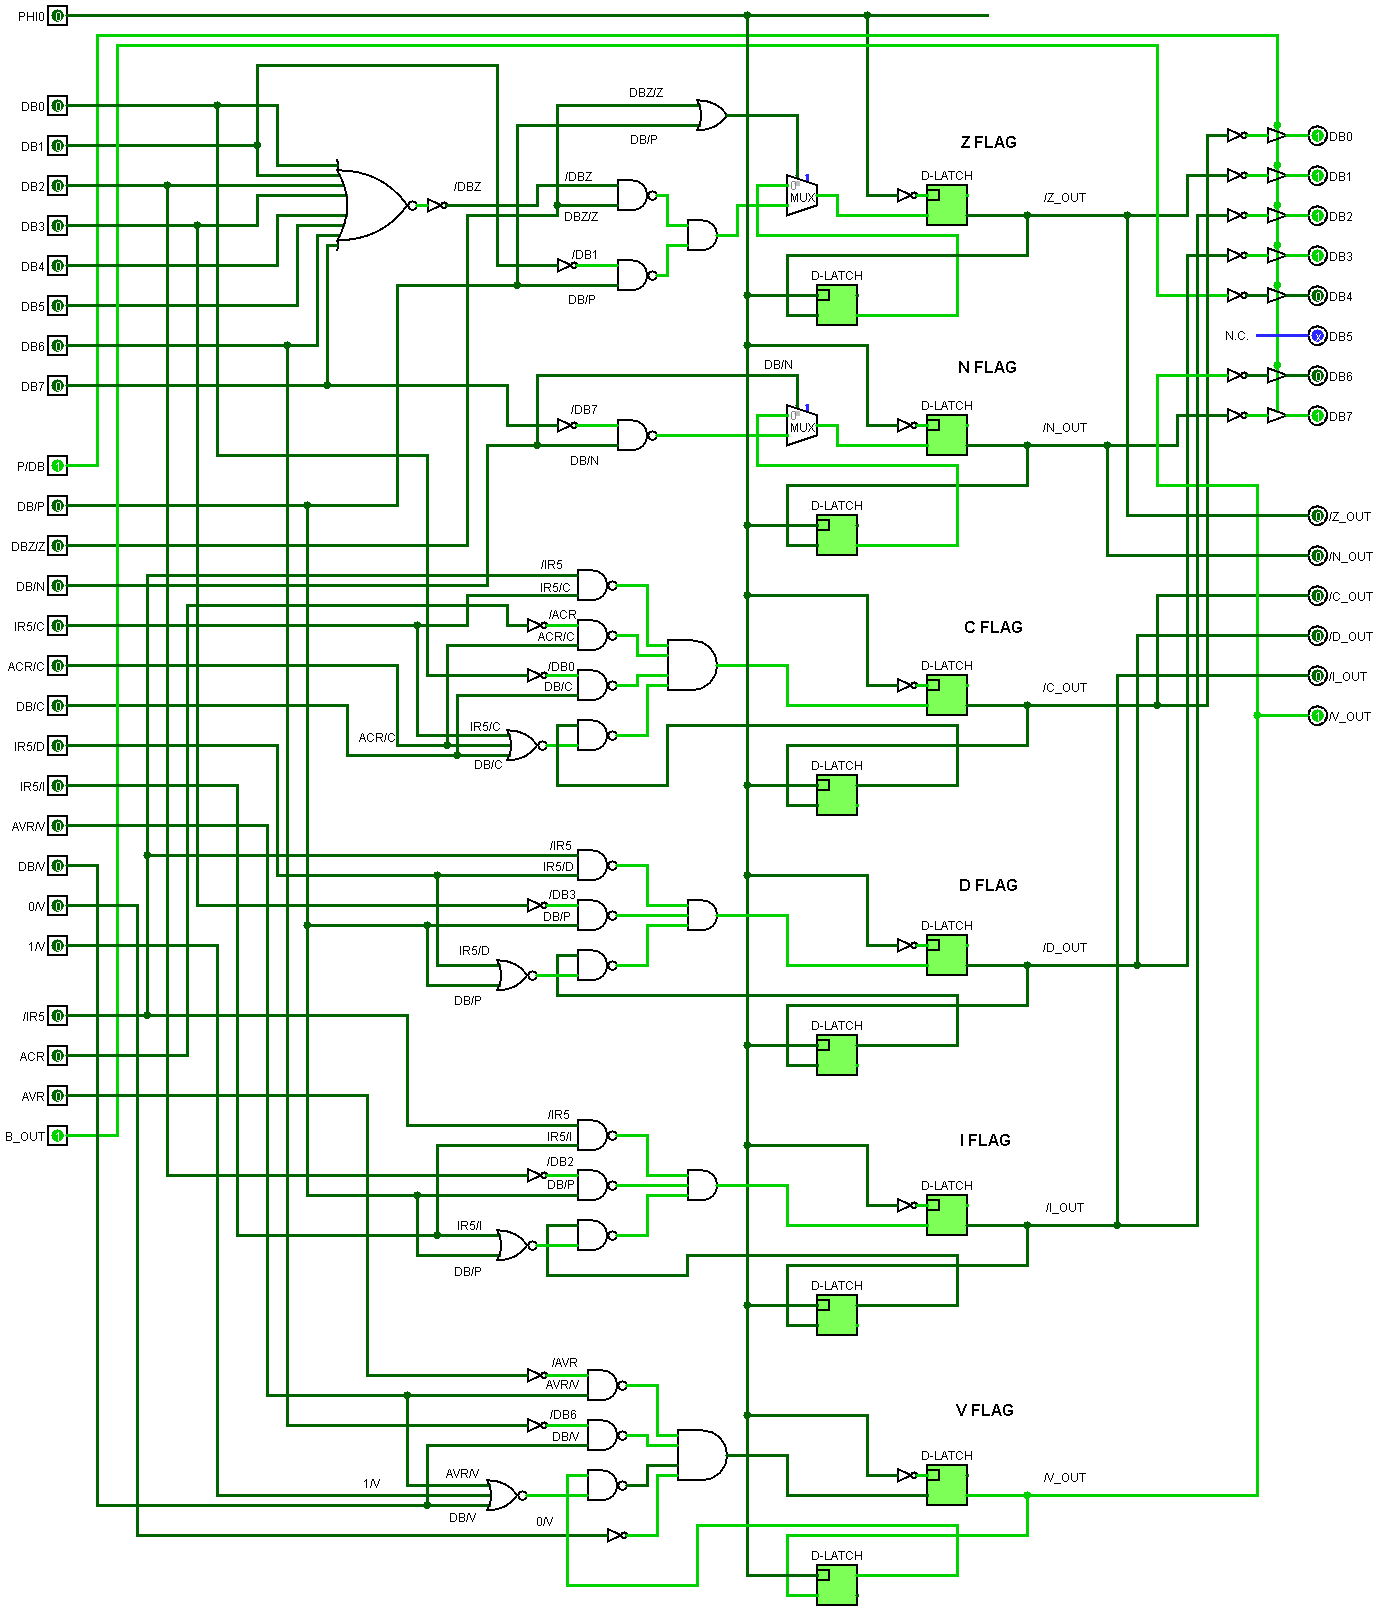 PHI0 0
DB0 0
DB1 0
DB2 0
DB3 0
DB4 0
DB5 0
DB6 0
DB7 0
P/DB 1
DB/P 0
DBZ/Z 0
DB/N 0
IR5/C 0
ACR/C 0
DB/C 0
IR5/D 0
IR5/I 0
AVR/V 0
DB/V 0
0/V 0
1/V 0
/IR5 0
ACR 0
AVR 0
B_OUT 1
DBZ/Z
DB/P
/DBZ
/DBZ
DBZ/Z
/DB1
DB/P
0 1
MUX
Z FLAG
D-LATCH
/Z_OUT
D-LATCH
DB/N
/DB7
DB/N
0 1
MUX
N FLAG
D-LATCH
/N_OUT
D-LATCH
/IR5
IR5/C
/ACR
ACR/C
/DB0
DB/C
ACR/C
IR5/C
DB/C
C FLAG
D-LATCH
/C_OUT
D-LATCH
/IR5
IR5/D
/DB3
DB/P
IR5/D
DB/P
D FLAG
D-LATCH
/D_OUT
D-LATCH
/IR5
IR5/I
/DB2
DB/P
IR5/I
DB/P
I FLAG
D-LATCH
/I_OUT
D-LATCH
/AVR
AVR/V
/DB6
DB/V
1/V
AVR/V
DB/V
0/V
V FLAG
D-LATCH
/V_OUT
D-LATCH
1 DB0
1 DB1
1 DB2
1 DB3
0 DB4
N.C. x DB5
0 DB6
1 DB7
0 /Z_OUT
0 /N_OUT
0 /C_OUT
0 /D_OUT
0 /I_OUT
1 /V_OUT